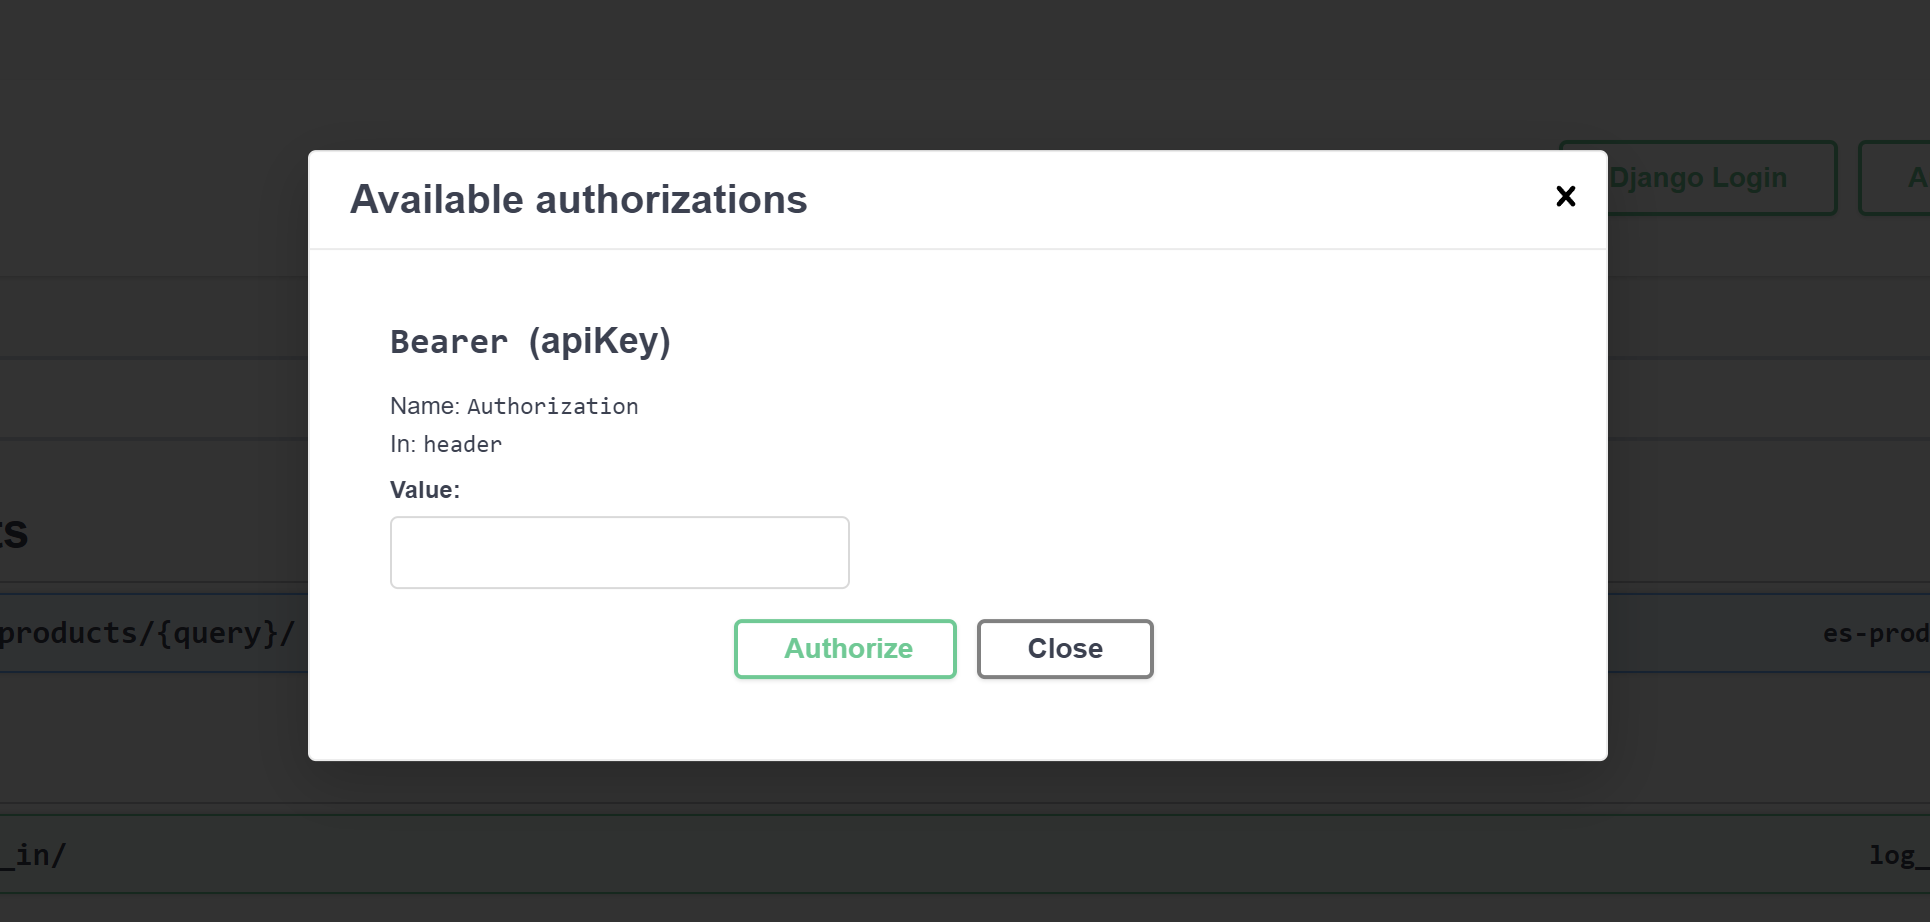 Django Login
A
Available authorizations
Bearer (apiKey)
Name: Authorization
In: header
Value:
ts
products/{query}/
es-prod
Authorize
Close
_in/
log_